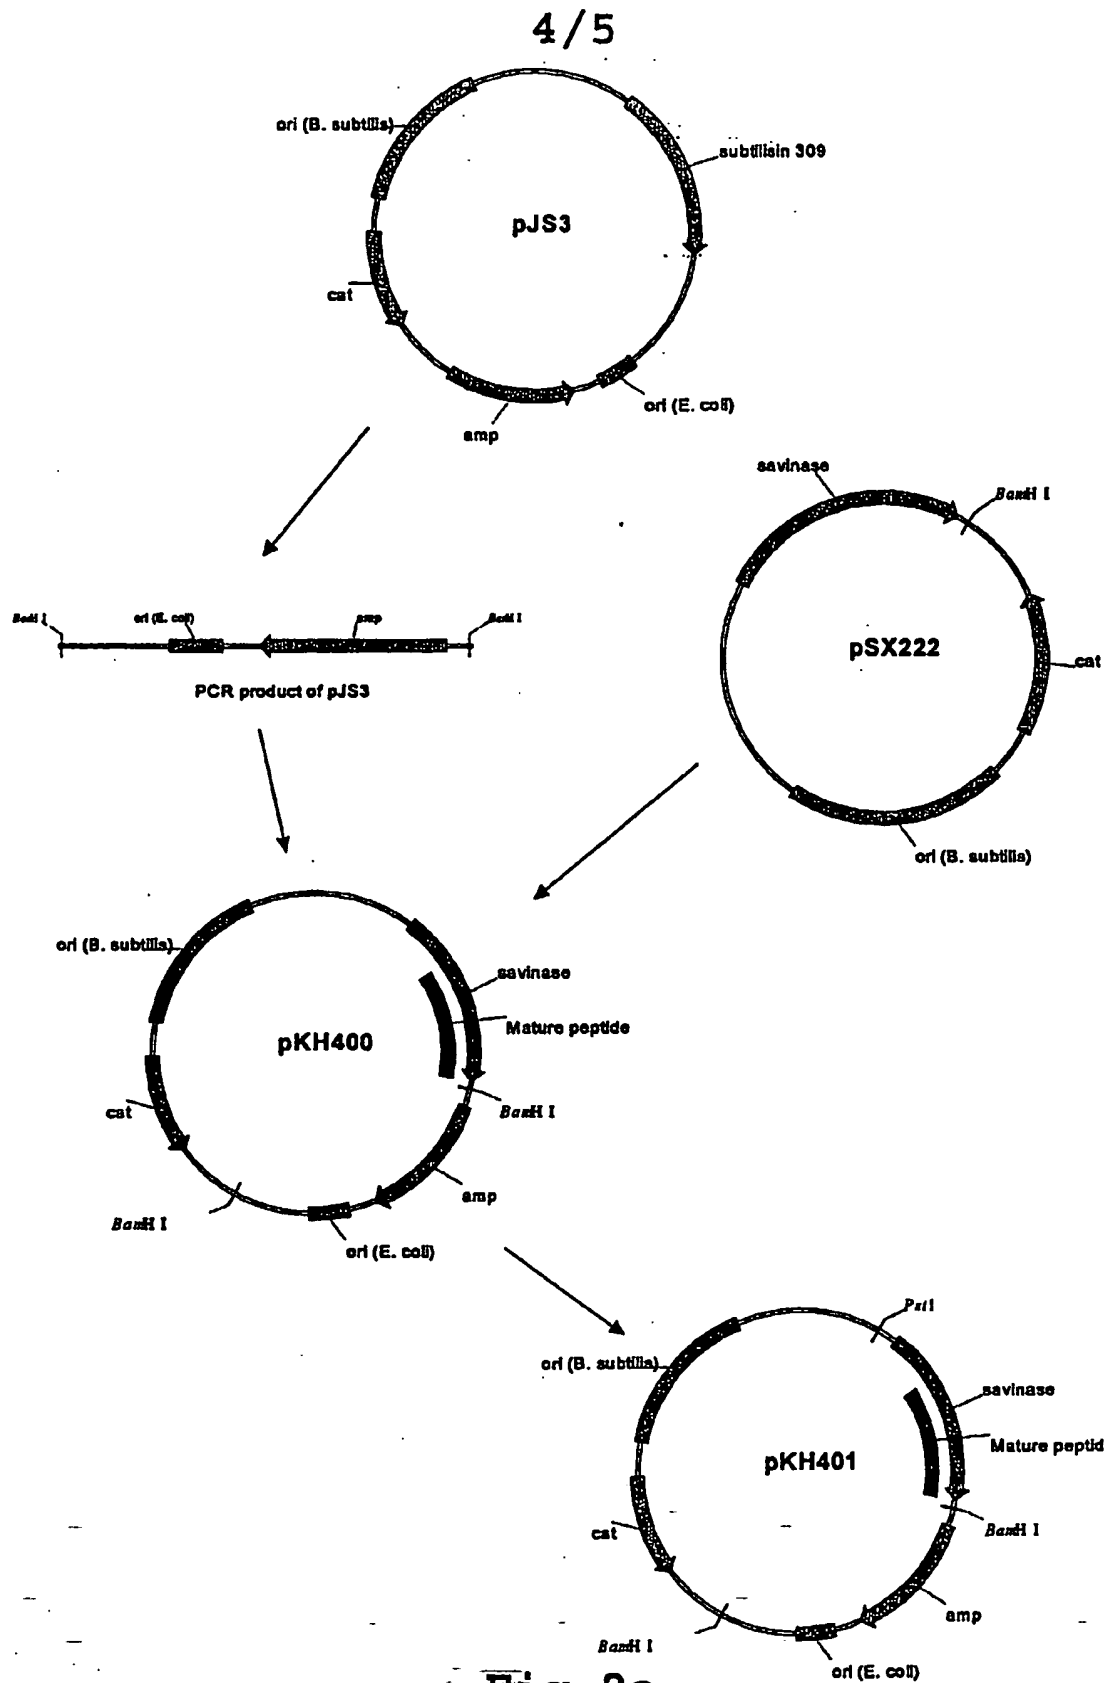 4/5
ori (B. subtilis)
subtilisin 309
pJS3
cat
ori (E. coli)
amp
savinase
BamH I
BamH I
ori (E. coli)
amp
BamH I
pSX222
cat
PCR product of pJS3
ori (B. subtilis)
ori (B. subtilis)
savinase
Mature peptide
pKH400
cat
BamH I
amp
BamH I
ori (E. coli)
Pst I
ori (B. subtilis)
savinase
Mature peptid
pKH401
cat
BamH I
amp
BamH I
ori (E. coli)